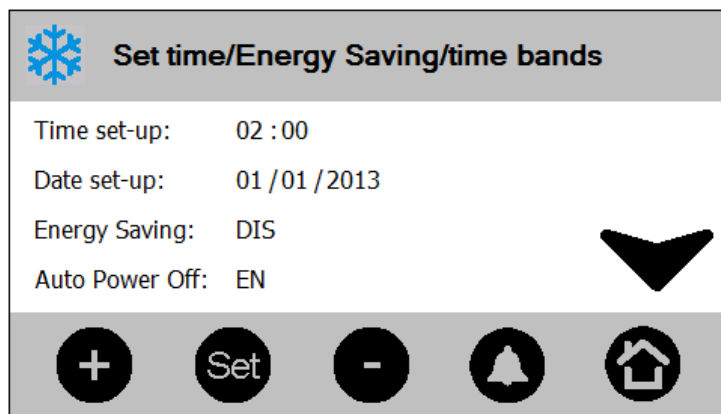 Set time/Energy Saving/time bands
Time set-up: 02 : 00
Date set-up: 01 / 01 / 2013
Energy Saving: DIS
Auto Power Off: EN
+ Set -